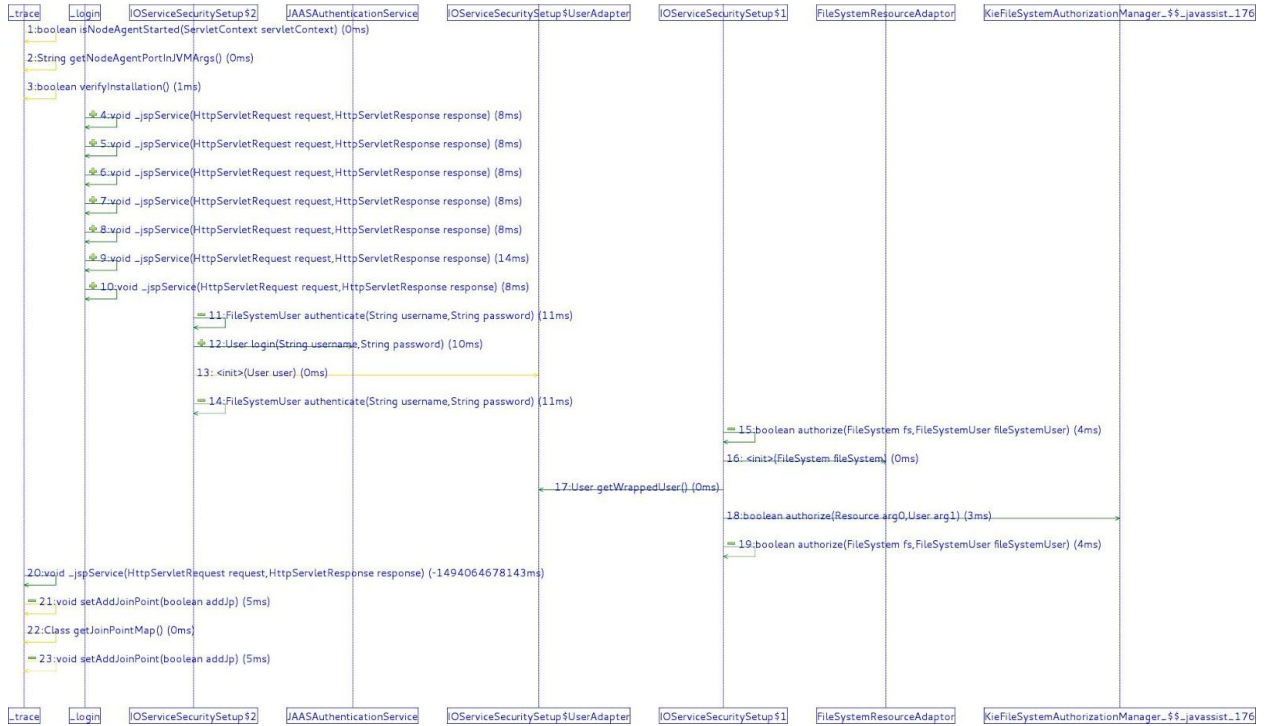 _trace _login IOServiceSecuritySetup$2 JAASAuthenticationService IOServiceSecuritySetup$UserAdapter IOServiceSecuritySetup$1 FileSystemResourceAdaptor KieFileSystemAuthorizationManager_$$_javassist_176
1:boolean isNodeAgentStarted(ServletContext servletContext) (0ms)
2:String getNodeAgentPortInJVMArgs() (0ms)
3:boolean verifyInstallation() (1ms)
4:void _jspService(HttpServletRequest request,HttpServletResponse response) (8ms)
5:void _jspService(HttpServletRequest request,HttpServletResponse response) (8ms)
6:void _jspService(HttpServletRequest request,HttpServletResponse response) (8ms)
7:void _jspService(HttpServletRequest request,HttpServletResponse response) (8ms)
8:void _jspService(HttpServletRequest request,HttpServletResponse response) (8ms)
9:void _jspService(HttpServletRequest request,HttpServletResponse response) (14ms)
10:void _jspService(HttpServletRequest request,HttpServletResponse response) (8ms)
11:FileSystemUser authenticate(String username,String password) (11ms)
12:User login(String username,String password) (10ms)
13: <init>(User user) (0ms)
14:FileSystemUser authenticate(String username,String password) (11ms)
15:boolean authorize(FileSystem fs,FileSystemUser fileSystemUser) (4ms)
16: <init>(FileSystem fileSystem) (0ms)
17:User getWrappedUser() (0ms)
18:boolean authorize(Resource arg0,User arg1) (3ms)
19:boolean authorize(FileSystem fs,FileSystemUser fileSystemUser) (4ms)
20:void _jspService(HttpServletRequest request,HttpServletResponse response) (-1494064678143ms)
21:void setAddJoinPoint(boolean addJp) (5ms)
22:Class getJoinPointMap() (0ms)
23:void setAddJoinPoint(boolean addJp) (5ms)
_trace _login IOServiceSecuritySetup$2 JAASAuthenticationService IOServiceSecuritySetup$UserAdapter IOServiceSecuritySetup$1 FileSystemResourceAdaptor KieFileSystemAuthorizationManager_$$_javassist_176